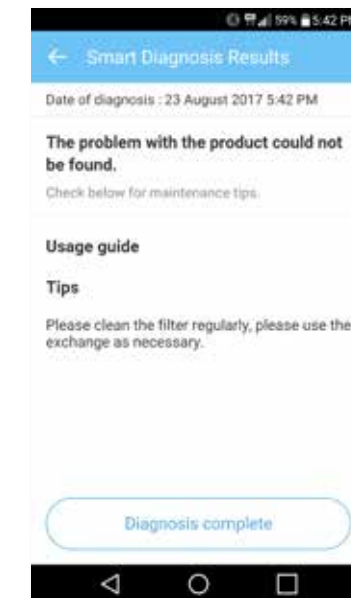 59% 5:42 PM
Smart Diagnosis Results
Date of diagnosis : 23 August 2017 5:42 PM
The problem with the product could not
be found.
Check below for maintenance tips.
Usage guide
Tips
Please clean the filter regularly, please use the
exchange as necessary.
Diagnosis complete